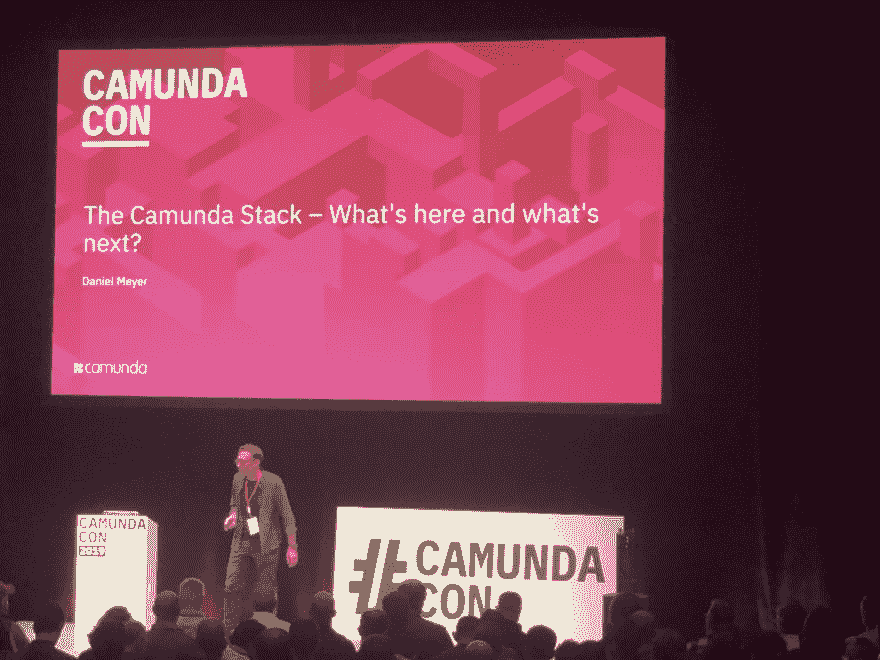 CAMUNDA
CON
The Camunda Stack – What's here and what's
next?
Daniel Meyer
camunda
CAMUNDA
CON
2019
#CAMUNDA
CON